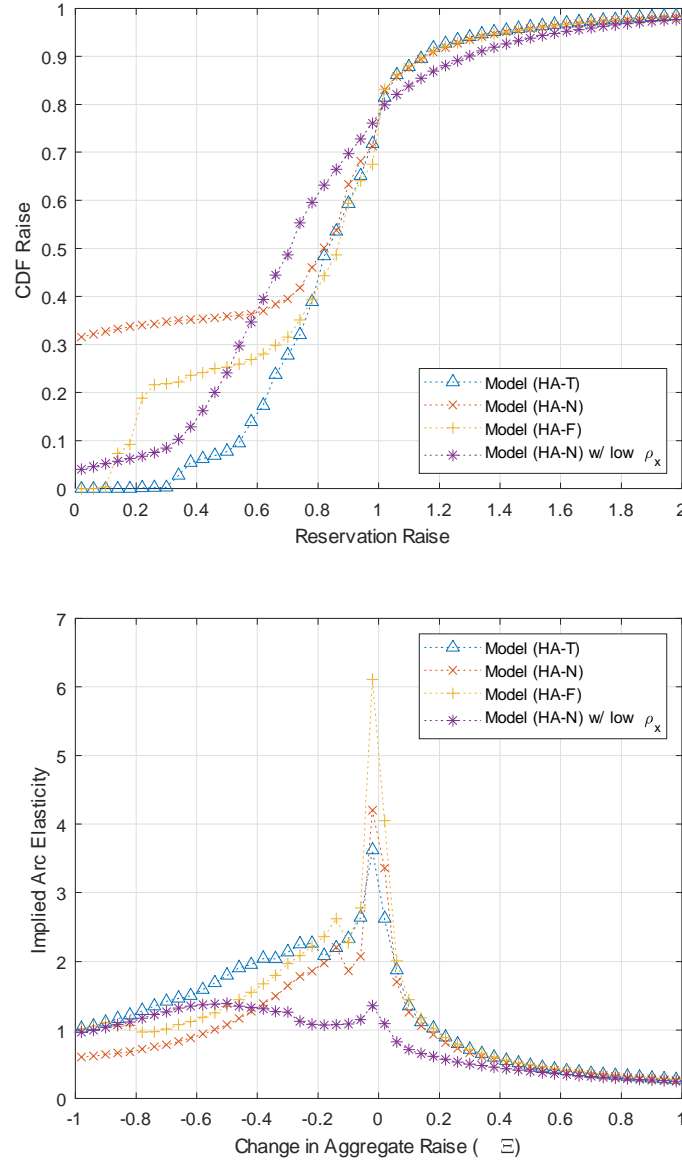 1
0.9
0.8
0.7
0.6
0.5
0.4
0.3
0.2
0.1
0
CDF Raise
Model (HA-T)
Model (HA-N)
Model (HA-F)
Model (HA-N) w/ low ρx
0 0.2 0.4 0.6 0.8 1 1.2 1.4 1.6 1.8 2
Reservation Raise
7
6
5
4
3
2
1
0
Implied Arc Elasticity
Model (HA-T)
Model (HA-N)
Model (HA-F)
Model (HA-N) w/ low ρx
-1 -0.8 -0.6 -0.4 -0.2 0 0.2 0.4 0.6 0.8 1
Change in Aggregate Raise ( Ξ)